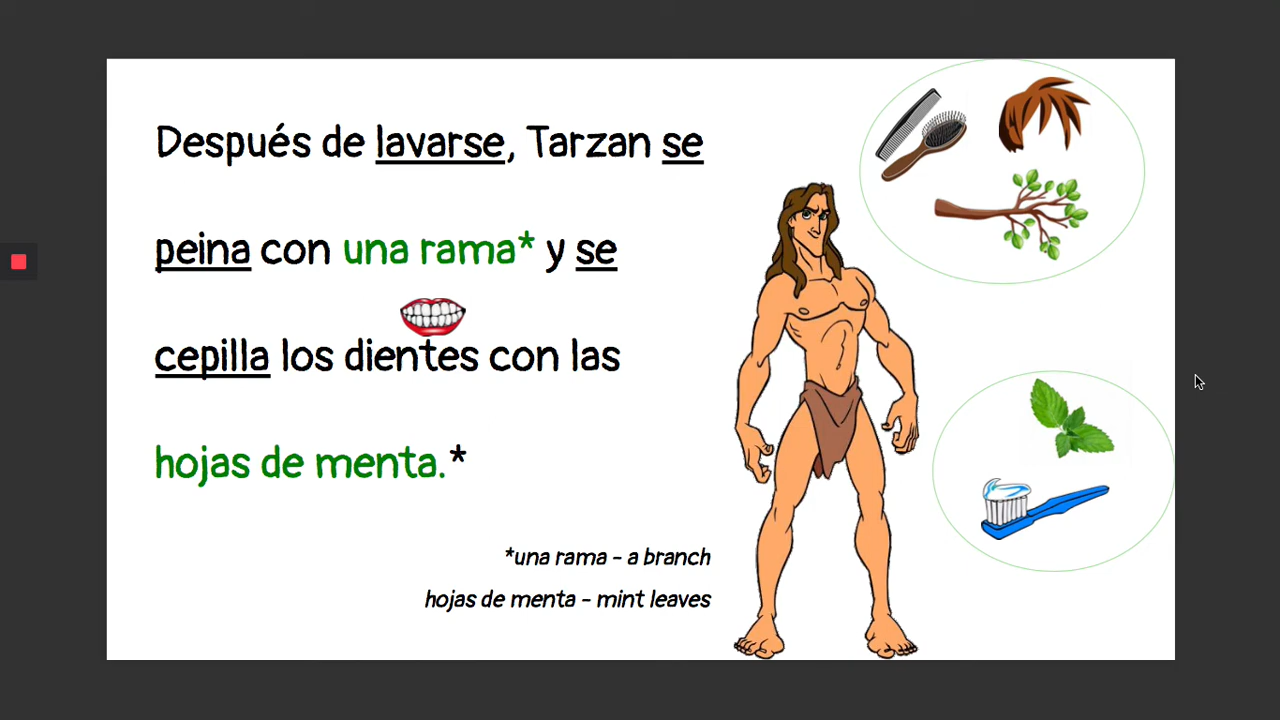 Después de lavarse, Tarzan se
peina con una rama* y se
cepilla los dientes con las
hojas de menta.*
*una rama - a branch
hojas de menta - mint leaves